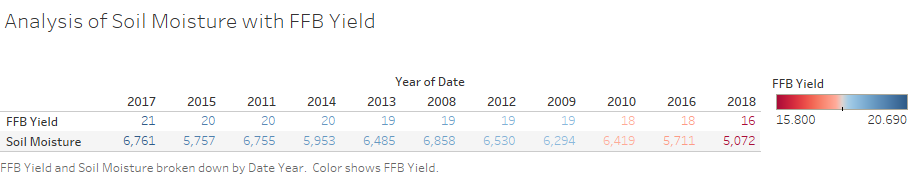 Analysis of Soil Moisture with FFB Yield
Year of Date
2017 2015 2011 2014 2013 2008 2012 2009 2010 2016 2018
FFB Yield 21 20 20 20 19 19 19 19 18 18 16
Soil Moisture 6,761 5,757 6,755 5,953 6,485 6,858 6,530 6,294 6,419 5,711 5,072
FFB Yield and Soil Moisture broken down by Date Year. Color shows FFB Yield.
FFB Yield
15.800 20.690